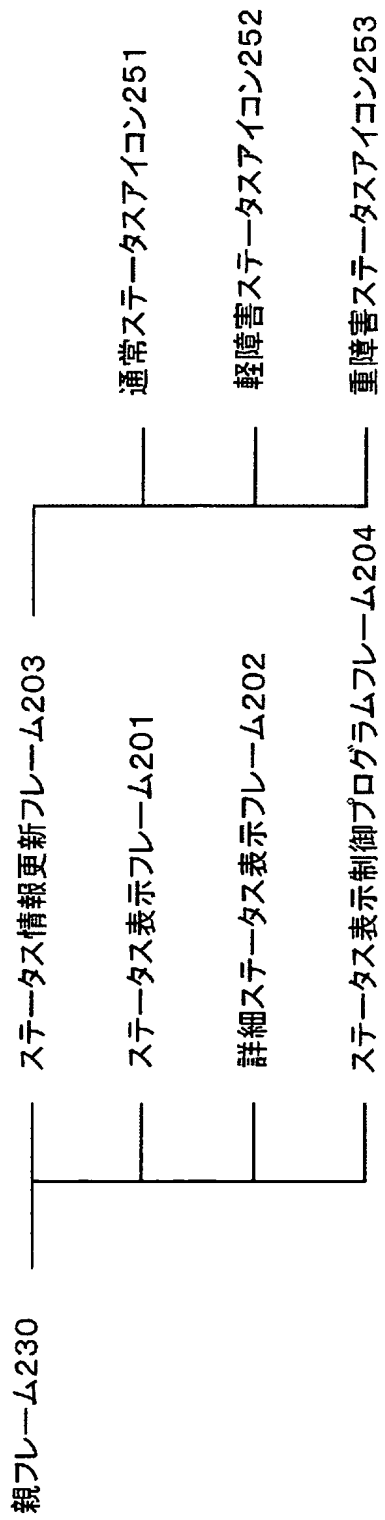 親フレーム230
ステータス情報更新フレーム203
ステータス表示フレーム201
詳細ステータス表示フレーム202
ステータス表示制御プログラムフレーム204
通常ステータスアイコン251
軽障害ステータスアイコン252
重障害ステータスアイコン253